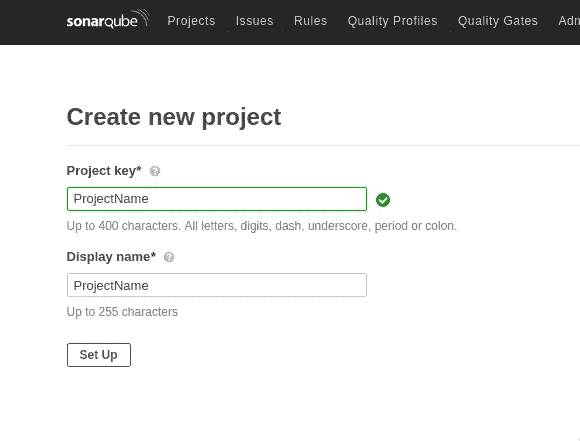 sonarqube Projects Issues Rules Quality Profiles Quality Gates
Create new project
Project key*
ProjectName
Up to 400 characters. All letters, digits, dash, underscore, period or colon.
Display name*
ProjectName
Up to 255 characters
Set Up